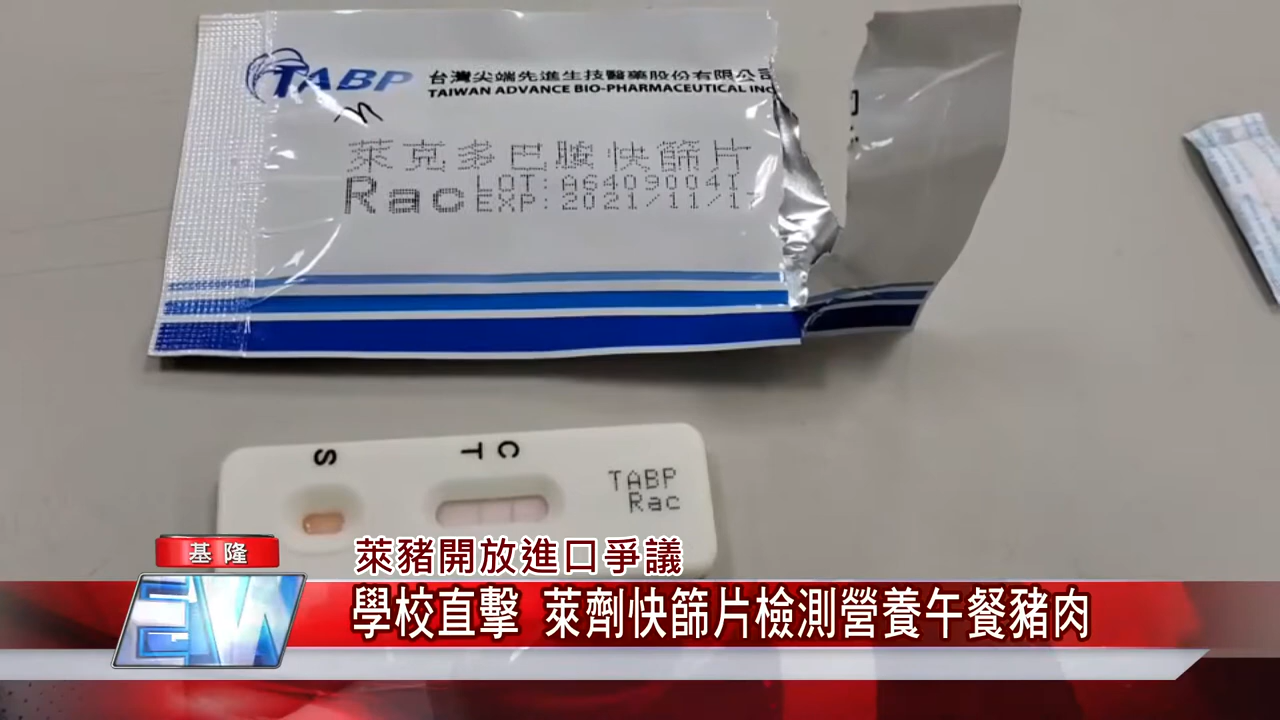 TABP 台灣尖端先進生技醫藥股份有限公司
TAIWAN ADVANCE BIO-PHARMACEUTICAL INC
萊克多巴胺快篩片
Rac LOT: A6409004I
EXP: 2021/11/17
S T C
TABP
Rac
基隆
萊豬開放進口爭議
EN
學校直擊 萊劑快篩片檢測營養午餐豬肉